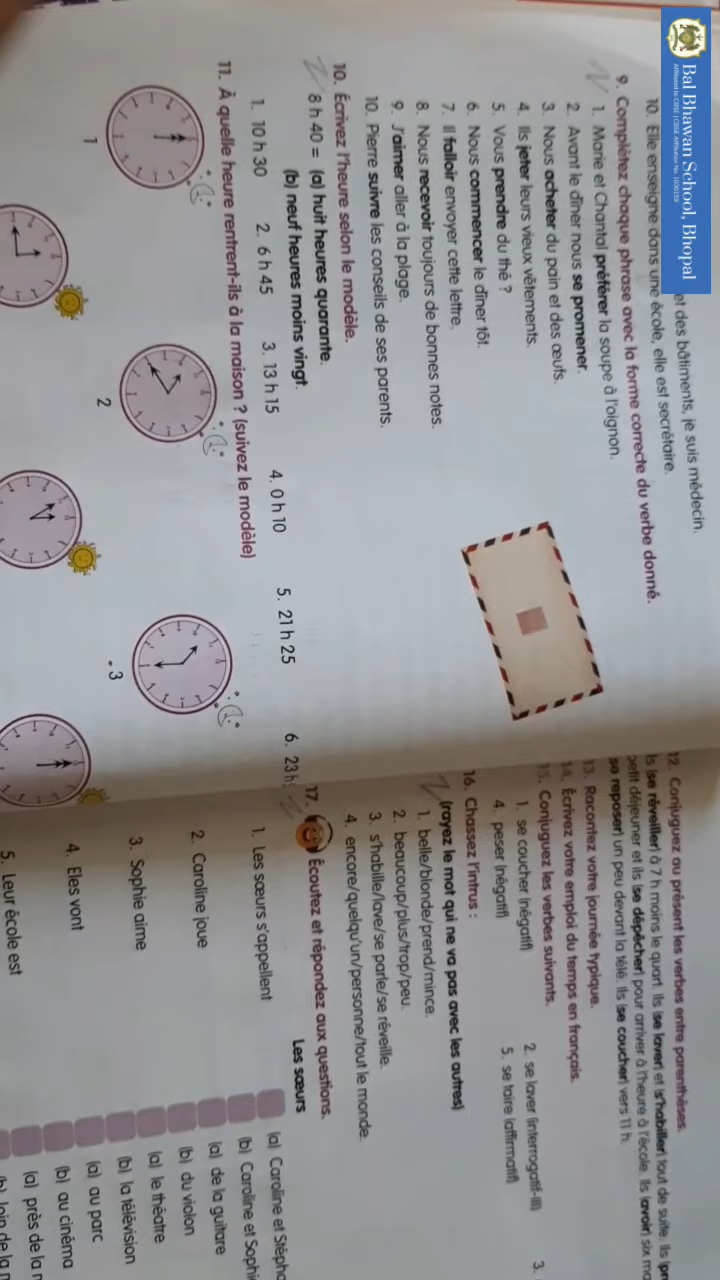 Bal Bhawan School, Bhopal
et des bâtiments, je suis médecin.
10. Elle enseigne dans une école, elle est secrétaire.
9. Complétez chaque phrase avec la forme correcte du verbe donné.
1. Marie et Chantal préférer la soupe à l'oignon.
2. Avant le dîner nous se promener.
3. Nous acheter du pain et des œufs.
4. Ils jeter leurs vieux vêtements.
5. Vous prendre du thé ?
6. Nous commencer le dîner tôt.
7. Il falloir envoyer cette lettre.
8. Nous recevoir toujours de bonnes notes.
9. J'aimer aller à la plage.
10. Pierre suivre les conseils de ses parents.
10. Écrivez l'heure selon le modèle.
8 h 40 = (a) huit heures quarante.
(b) neuf heures moins vingt.
1. 10 h 30 2. 6 h 45 3. 13 h 15 4. 0 h 10 5. 21 h 25 6. 23 h
11. À quelle heure rentrent-ils à la maison ? (suivez le modèle)
1 2 3
12. Conjuguez au présent les verbes entre parenthèses.
(se réveiller) à 7 h moins le quart. Ils (se laver) et (s'habiller) tout de suite. Ils
petit déjeuner et ils (se dépêcher) pour arriver à l'heure à l'école. Ils (avoir) six
se reposer) un peu devant la télé. Ils (se coucher) vers 11 h.
13. Racontez votre journée typique.
14. Écrivez votre emploi du temps en français.
15. Conjuguez les verbes suivants.
1. se coucher (négatif) 2. se laver (interrogatif-III) 3.
4. peser (négatif) 5. se taire (affirmatif)
16. Chassez l'intrus :
(rayez le mot qui ne va pas avec les autres)
1. belle/blonde/prend/mince.
2. beaucoup/plus/trop/peu.
3. s'habille/lave/se parle/se réveille.
4. encore/quelqu'un/personne/tout le monde.
17. Écoutez et répondez aux questions.
Les sœurs
1. Les sœurs s'appellent (a) Caroline et
(b) Caroline et
2. Caroline joue (a) de la guitare
(b) du violon
3. Sophie aime (a) le théatre
(b) la télévision
4. Elles vont (a) au parc
(b) au cinéma
5. Leur école est (a) près de la
(b) loin de la